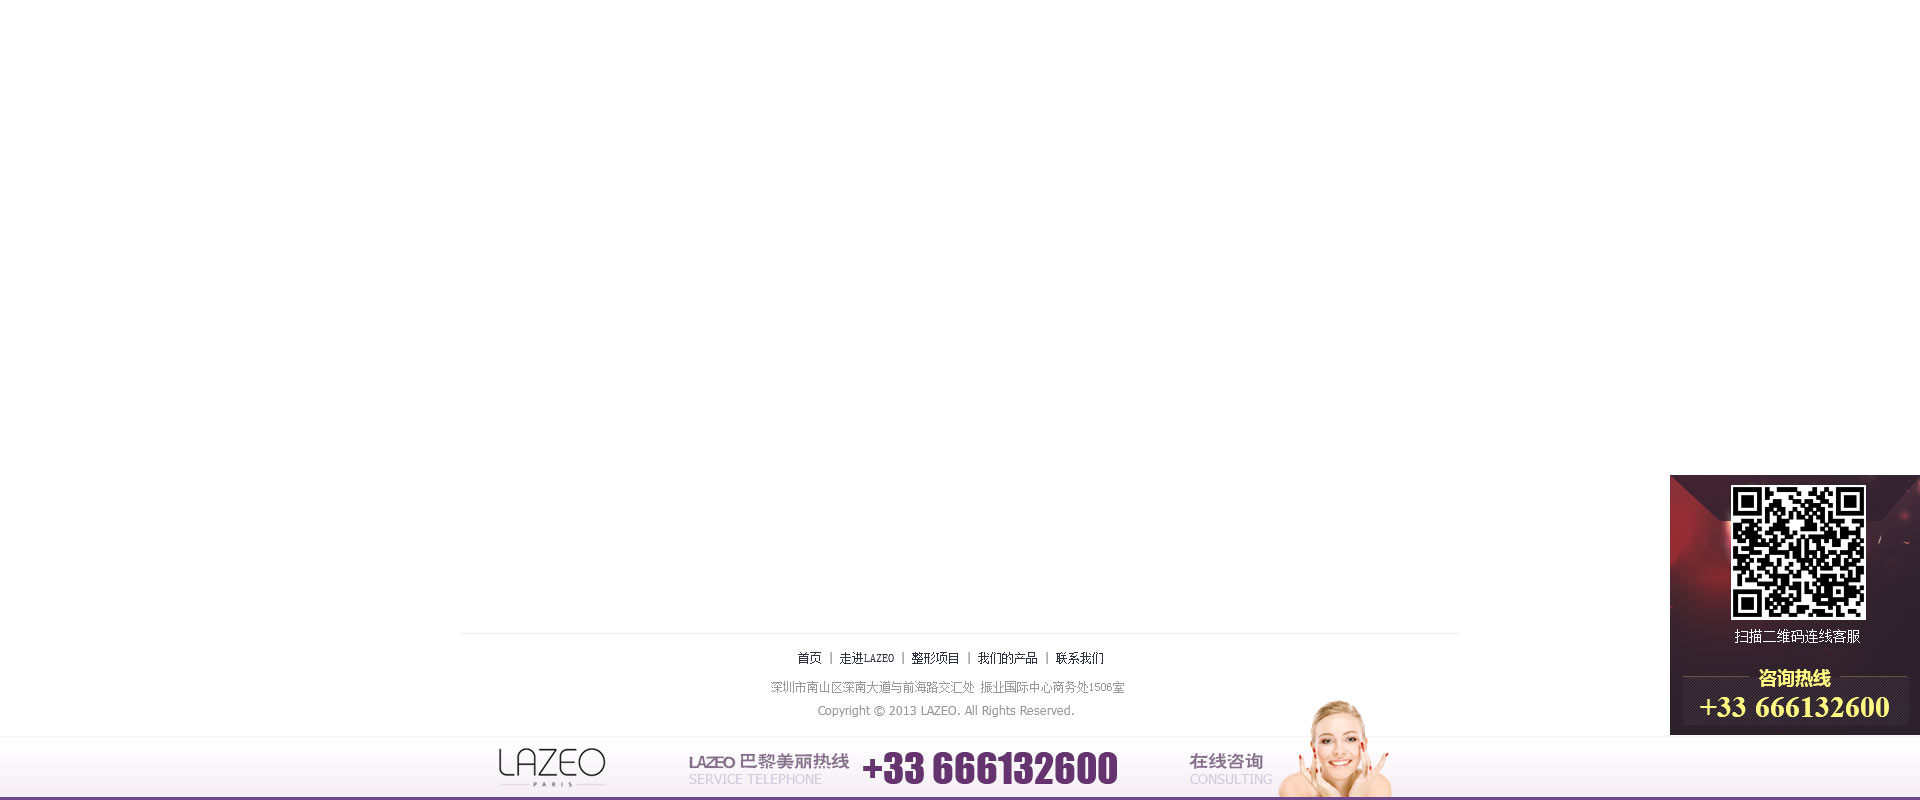 扫描二维码连线客服
咨询热线
+33 666132600
首页 | 走进LAZEO | 整形项目 | 我们的产品 | 联系我们
深圳市南山区深南大道与前海路交汇处 振业国际中心商务处1506室
Copyright © 2013 LAZEO. All Rights Reserved.
LAZEO
PARIS
LAZEO 巴黎美丽热线
SERVICE TELEPHONE
+33 666132600
在线咨询
CONSULTING